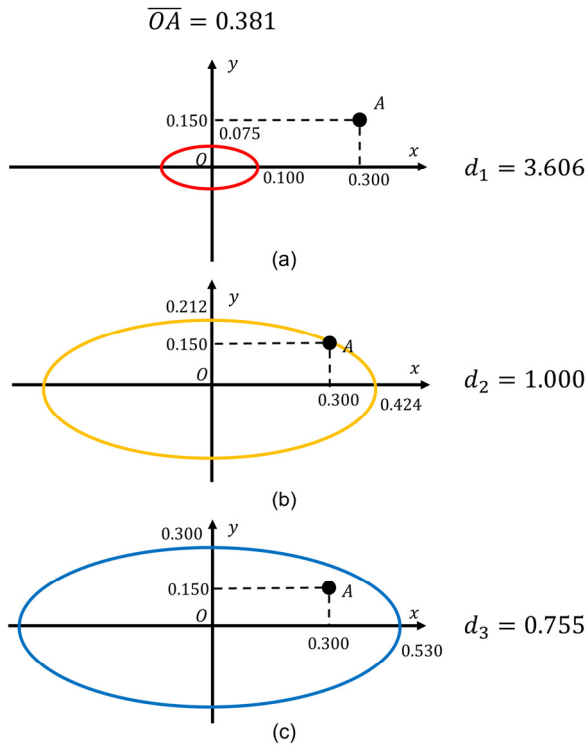 OA = 0.381
y
A
0.150
0.075
O
x
0.100
0.300
d₁ = 3.606
(a)
y
0.212
0.150
A
O
x
0.300
0.424
d₂ = 1.000
(b)
y
0.300
0.150
A
O
x
0.300
0.530
d₃ = 0.755
(c)